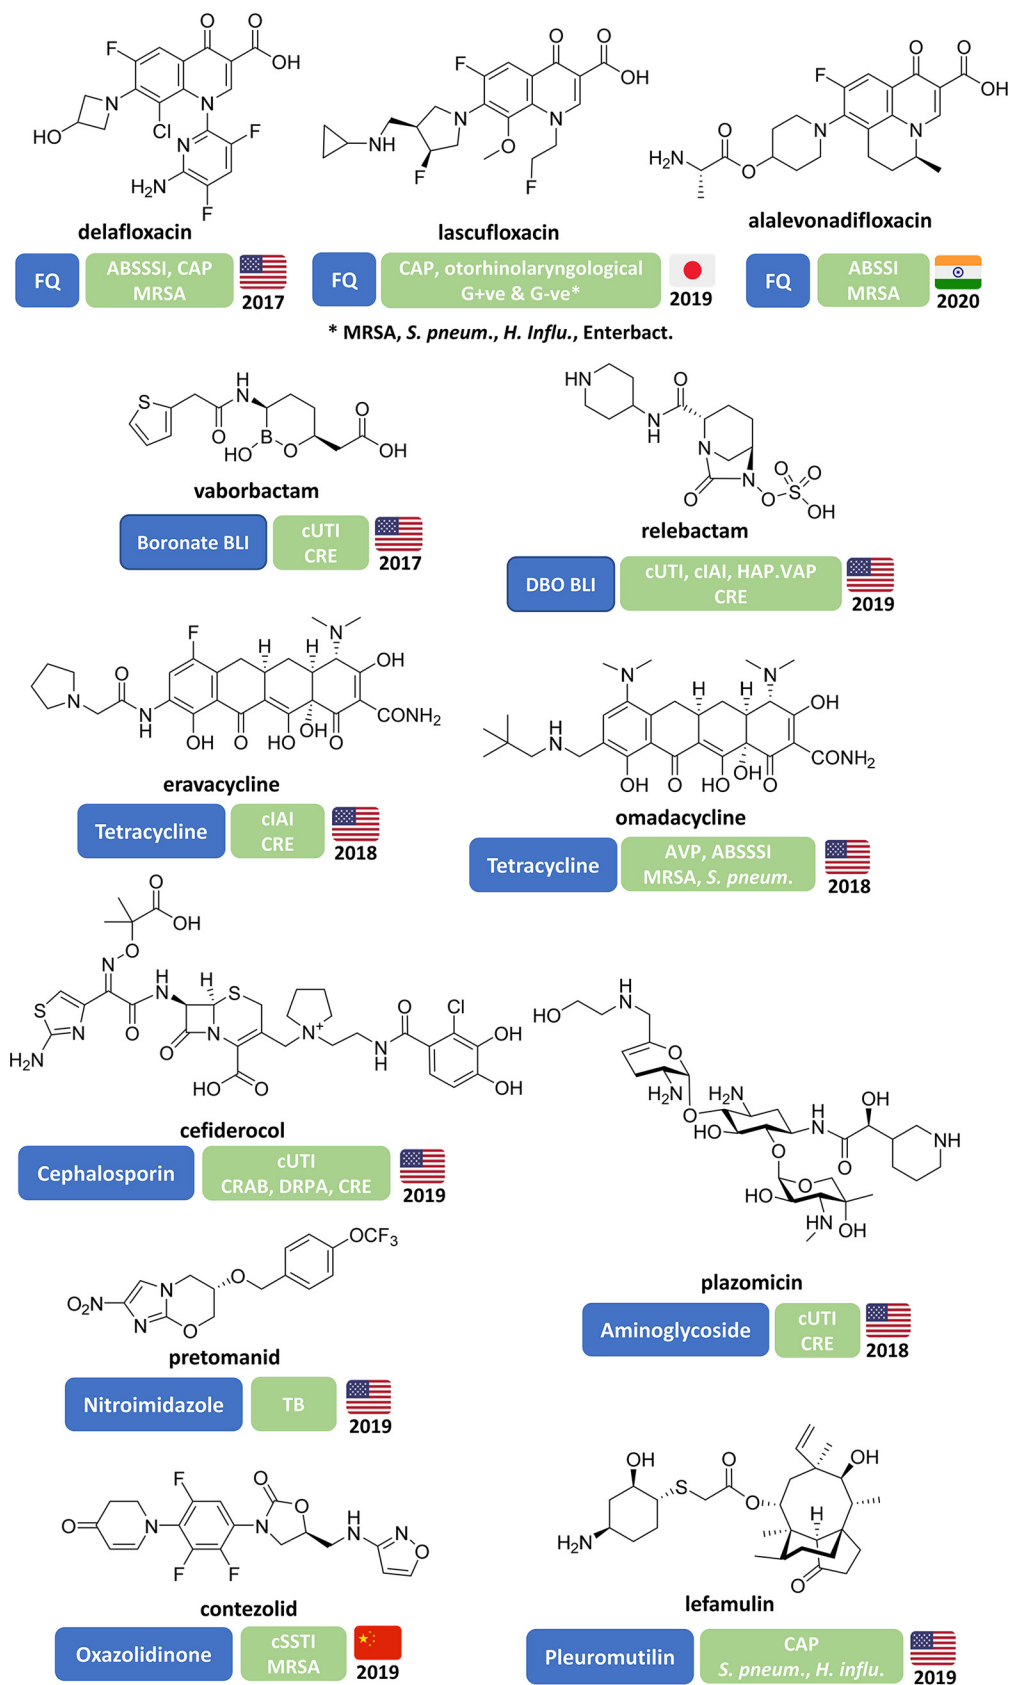 delafloxacin
FQ
ABSSSI, CAP
MRSA
2017
lascufloxacin
FQ
CAP, otorhinolaryngological
G+ve & G-ve*
2019
alalevonadifloxacin
FQ
ABSSI
MRSA
2020
* MRSA, S. pneum., H. Influ., Enterbact.
vaborbactam
Boronate BLI
cUTI
CRE
2017
relebactam
DBO BLI
cUTI, cIAI, HAP.VAP
CRE
2019
eravacycline
Tetracycline
cIAI
CRE
2018
omadacycline
Tetracycline
AVP, ABSSSI
MRSA, S. pneum.
2018
cefiderocol
Cephalosporin
cUTI
CRAB, DRPA, CRE
2019
plazomicin
Aminoglycoside
cUTI
CRE
2018
pretomanid
Nitroimidazole
TB
2019
contezolid
Oxazolidinone
cSSTI
MRSA
2019
lefamulin
Pleuromutilin
CAP
S. pneum., H. influ.
2019